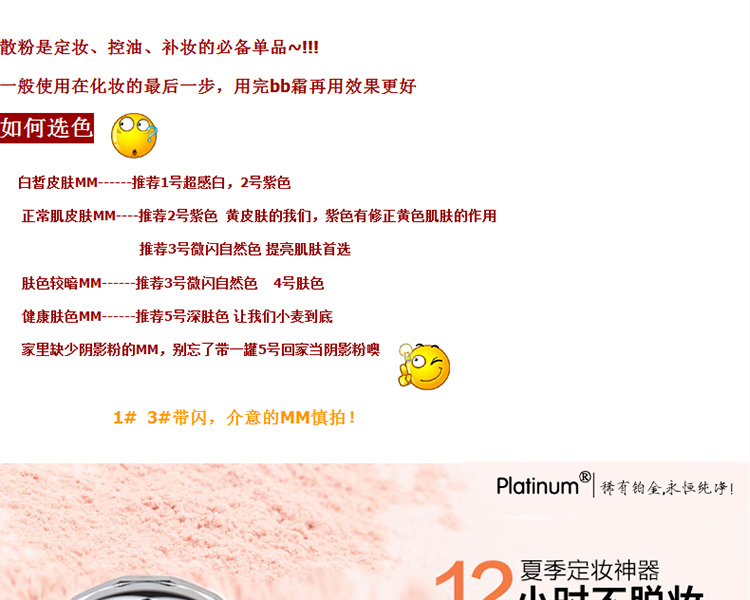 散粉是定妆、控油、补妆的必备单品~!!!
一般使用在化妆的最后一步，用完bb霜再用效果更好
如何选色
白皙皮肤MM------推荐1号超感白，2号紫色
正常肌皮肤MM----推荐2号紫色 黄皮肤的我们，紫色有修正黄色肌肤的作用
推荐3号微闪自然色 提亮肌肤首选
肤色较暗MM------推荐3号微闪自然色 4号肤色
健康肤色MM------推荐5号深肤色 让我们小麦到底
家里缺少阴影粉的MM，别忘了带一罐5号回家当阴影粉噢
1# 3#带闪，介意的MM慎拍！
Platinum®|稀有铂金,永恒纯净!
夏季定妆神器
12小时不脱妆